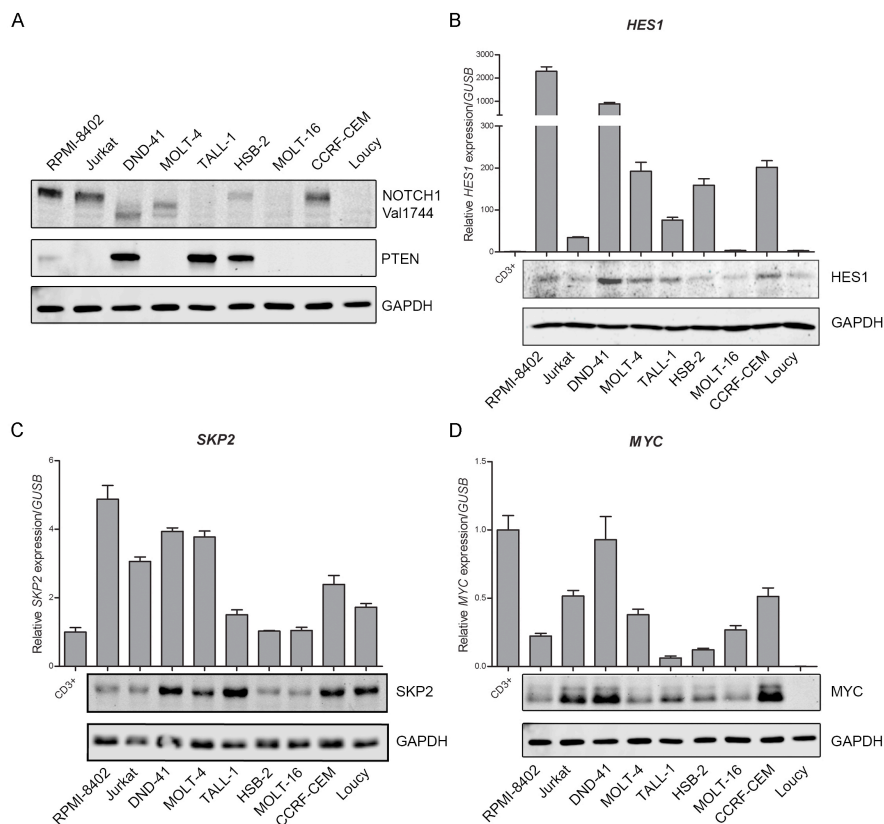 A
RPMI-8402
Jurkat
DND-41
MOLT-4
TALL-1
HSB-2
MOLT-16
CCRF-CEM
Loucy
NOTCH1
Val1744
PTEN
GAPDH
B
HES1
Relative HES1 expression/GUSB
3000
2000
1000
300
200
100
0
CD3+
HES1
GAPDH
RPMI-8402
Jurkat
DND-41
MOLT-4
TALL-1
HSB-2
MOLT-16
CCRF-CEM
Loucy
C
SKP2
Relative SKP2 expression/GUSB
6
4
2
0
CD3+
SKP2
GAPDH
RPMI-8402
Jurkat
DND-41
MOLT-4
TALL-1
HSB-2
MOLT-16
CCRF-CEM
Loucy
D
MYC
Relative MYC expression/GUSB
1.5
1.0
0.5
0.0
CD3+
MYC
GAPDH
RPMI-8402
Jurkat
DND-41
MOLT-4
TALL-1
HSB-2
MOLT-16
CCRF-CEM
Loucy